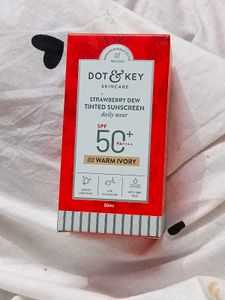 DOT & KEY
SKINCARE
STRAWBERRY DEW
TINTED SUNSCREEN
daily wear
SPF
50+
PA++++
02 WARM IVORY
50ml